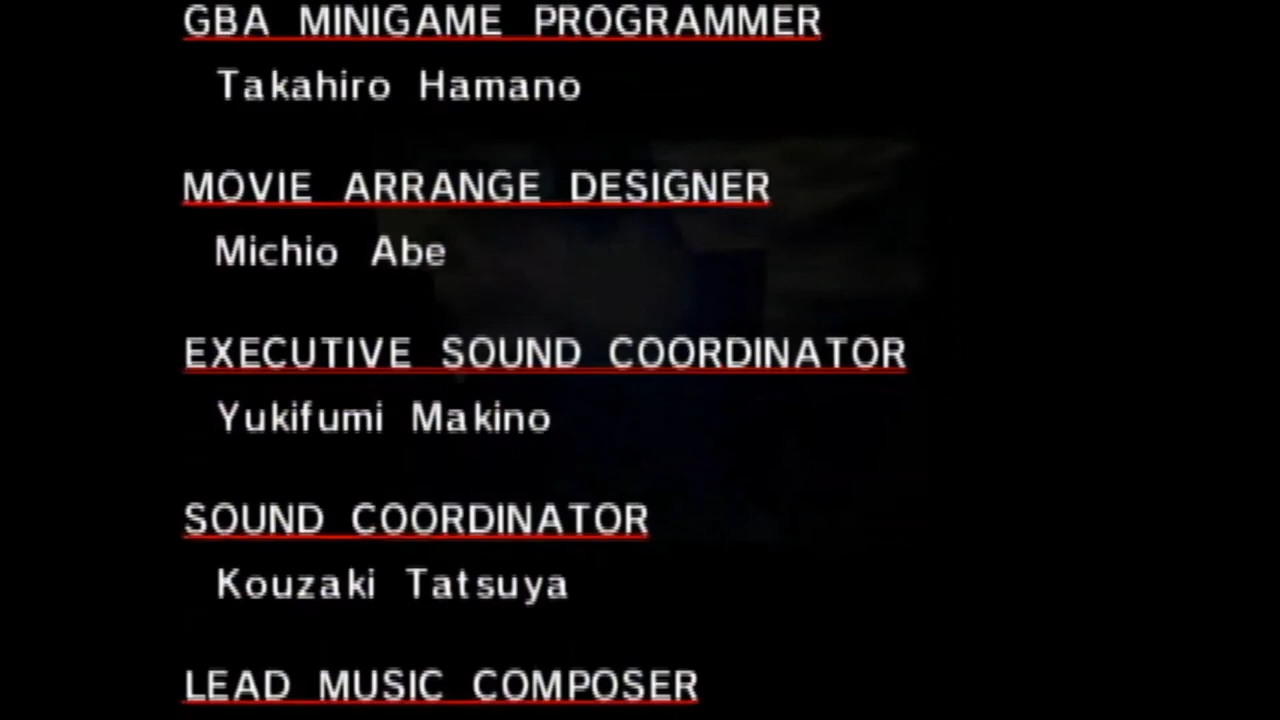 GBA MINIGAME PROGRAMMER
Takahiro Hamano
MOVIE ARRANGE DESIGNER
Michio Abe
EXECUTIVE SOUND COORDINATOR
Yukifumi Makino
SOUND COORDINATOR
Kouzaki Tatsuya
LEAD MUSIC COMPOSER